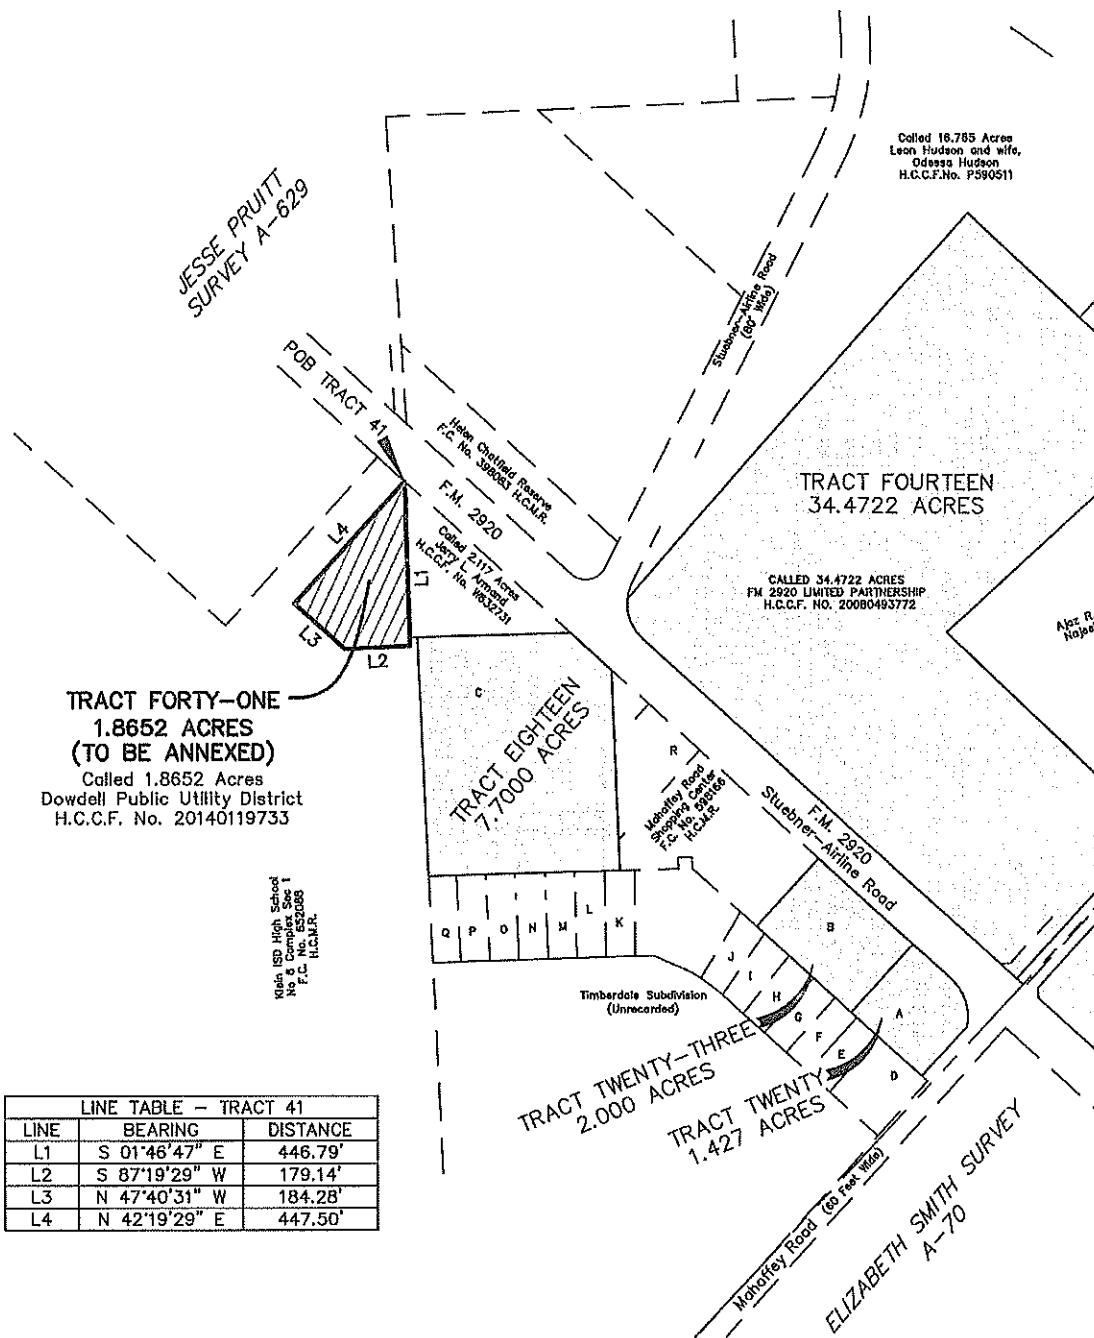 Called 16.765 Acres
Leon Hudson and wife,
Odessa Hudson
H.C.C.F.No. P590511
JESSE PRUITT
SURVEY A-629
Stuebner-Airline Road
(80' Wide)
POB TRACT 41
Helen Chatfield Reserve
F.C. No. 398083 H.C.M.R.
F.M. 2920
TRACT FOURTEEN
34.4722 ACRES
Called 2.117 Acres
Jerry L. Armand
H.C.C.F. No. W832731
CALLED 34.4722 ACRES
FM 2920 LIMITED PARTNERSHIP
H.C.C.F. NO. 20080493772
L4
L1
L3
L2
Ajaz R
TRACT FORTY-ONE
1.8652 ACRES
(TO BE ANNEXED)
Called 1.8652 Acres
Dowdell Public Utility District
H.C.C.F. No. 20140119733
C
TRACT EIGHTEEN
7.7000 ACRES
R
Mahaffey Road
Shopping Center
F.C. No. 598166
H.C.M.R.
F.M. 2920
Stuebner-Airline Road
Klein ISD High School
No 5 Complex Sec 1
F.C. No. 652088
H.C.M.R.
Q P O N M L K
J
I
H
G
F
E
D
B
A
Timberdale Subdivision
(Unrecorded)
TRACT TWENTY-THREE
2.000 ACRES
TRACT TWENTY
1.427 ACRES
Mahaffey Road (60 Feet Wide)
ELIZABETH SMITH SURVEY
A-70
LINE TABLE - TRACT 41
LINE BEARING DISTANCE
L1 S 01°46'47" E 446.79'
L2 S 87°19'29" W 179.14'
L3 N 47°40'31" W 184.28'
L4 N 42°19'29" E 447.50'